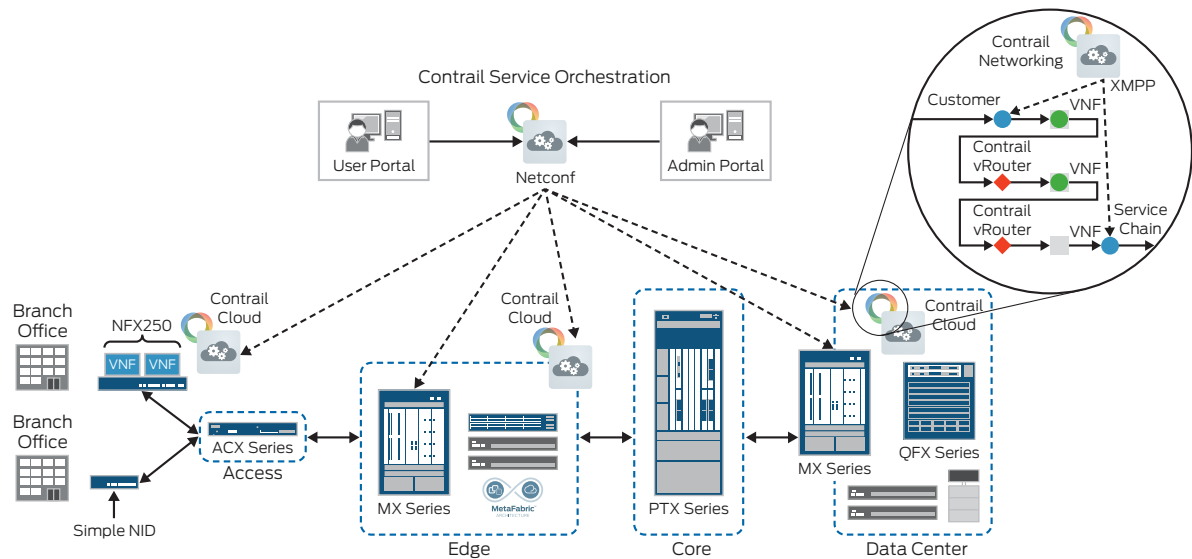 Contrail Service Orchestration
User Portal
Admin Portal
Netconf
Contrail
Networking
XMPP
Customer
VNF
Contrail
vRouter
VNF
Contrail
vRouter
VNF
Service
Chain
Branch
Office
NFX250
VNF
VNF
Contrail
Cloud
Branch
Office
Simple NID
ACX Series
Access
Contrail
Cloud
MX Series
MetaFabric
ARCHITECTURE
Edge
PTX Series
Core
Contrail
Cloud
MX Series
QFX Series
Data Center